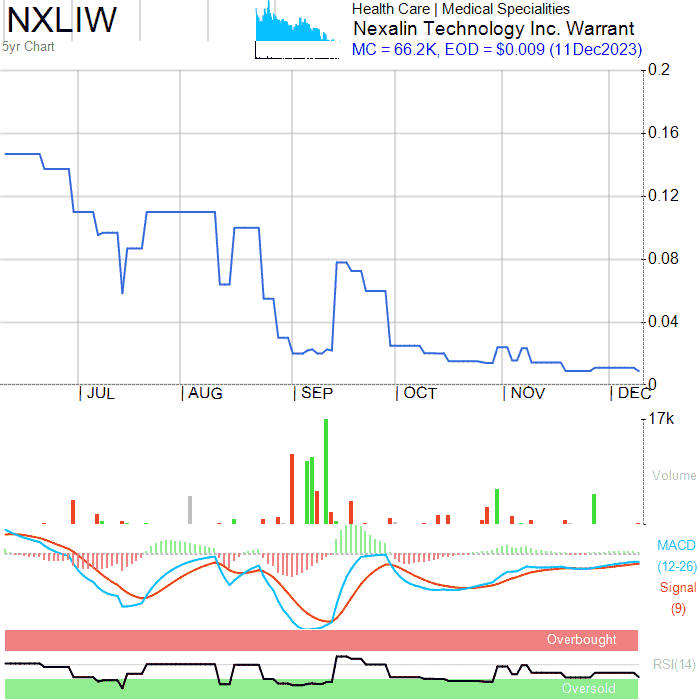 NXLIW
5yr Chart
Health Care | Medical Specialities
Nexalin Technology Inc. Warrant
MC = 66.2K, EOD = $0.009 (11Dec2023)
0.2
0.16
0.12
0.08
0.04
0
| JUL | AUG | SEP | OCT | NOV | DEC
17k
Volume
MACD
(12-26)
Signal
(9)
Overbought
RSI(14)
Oversold